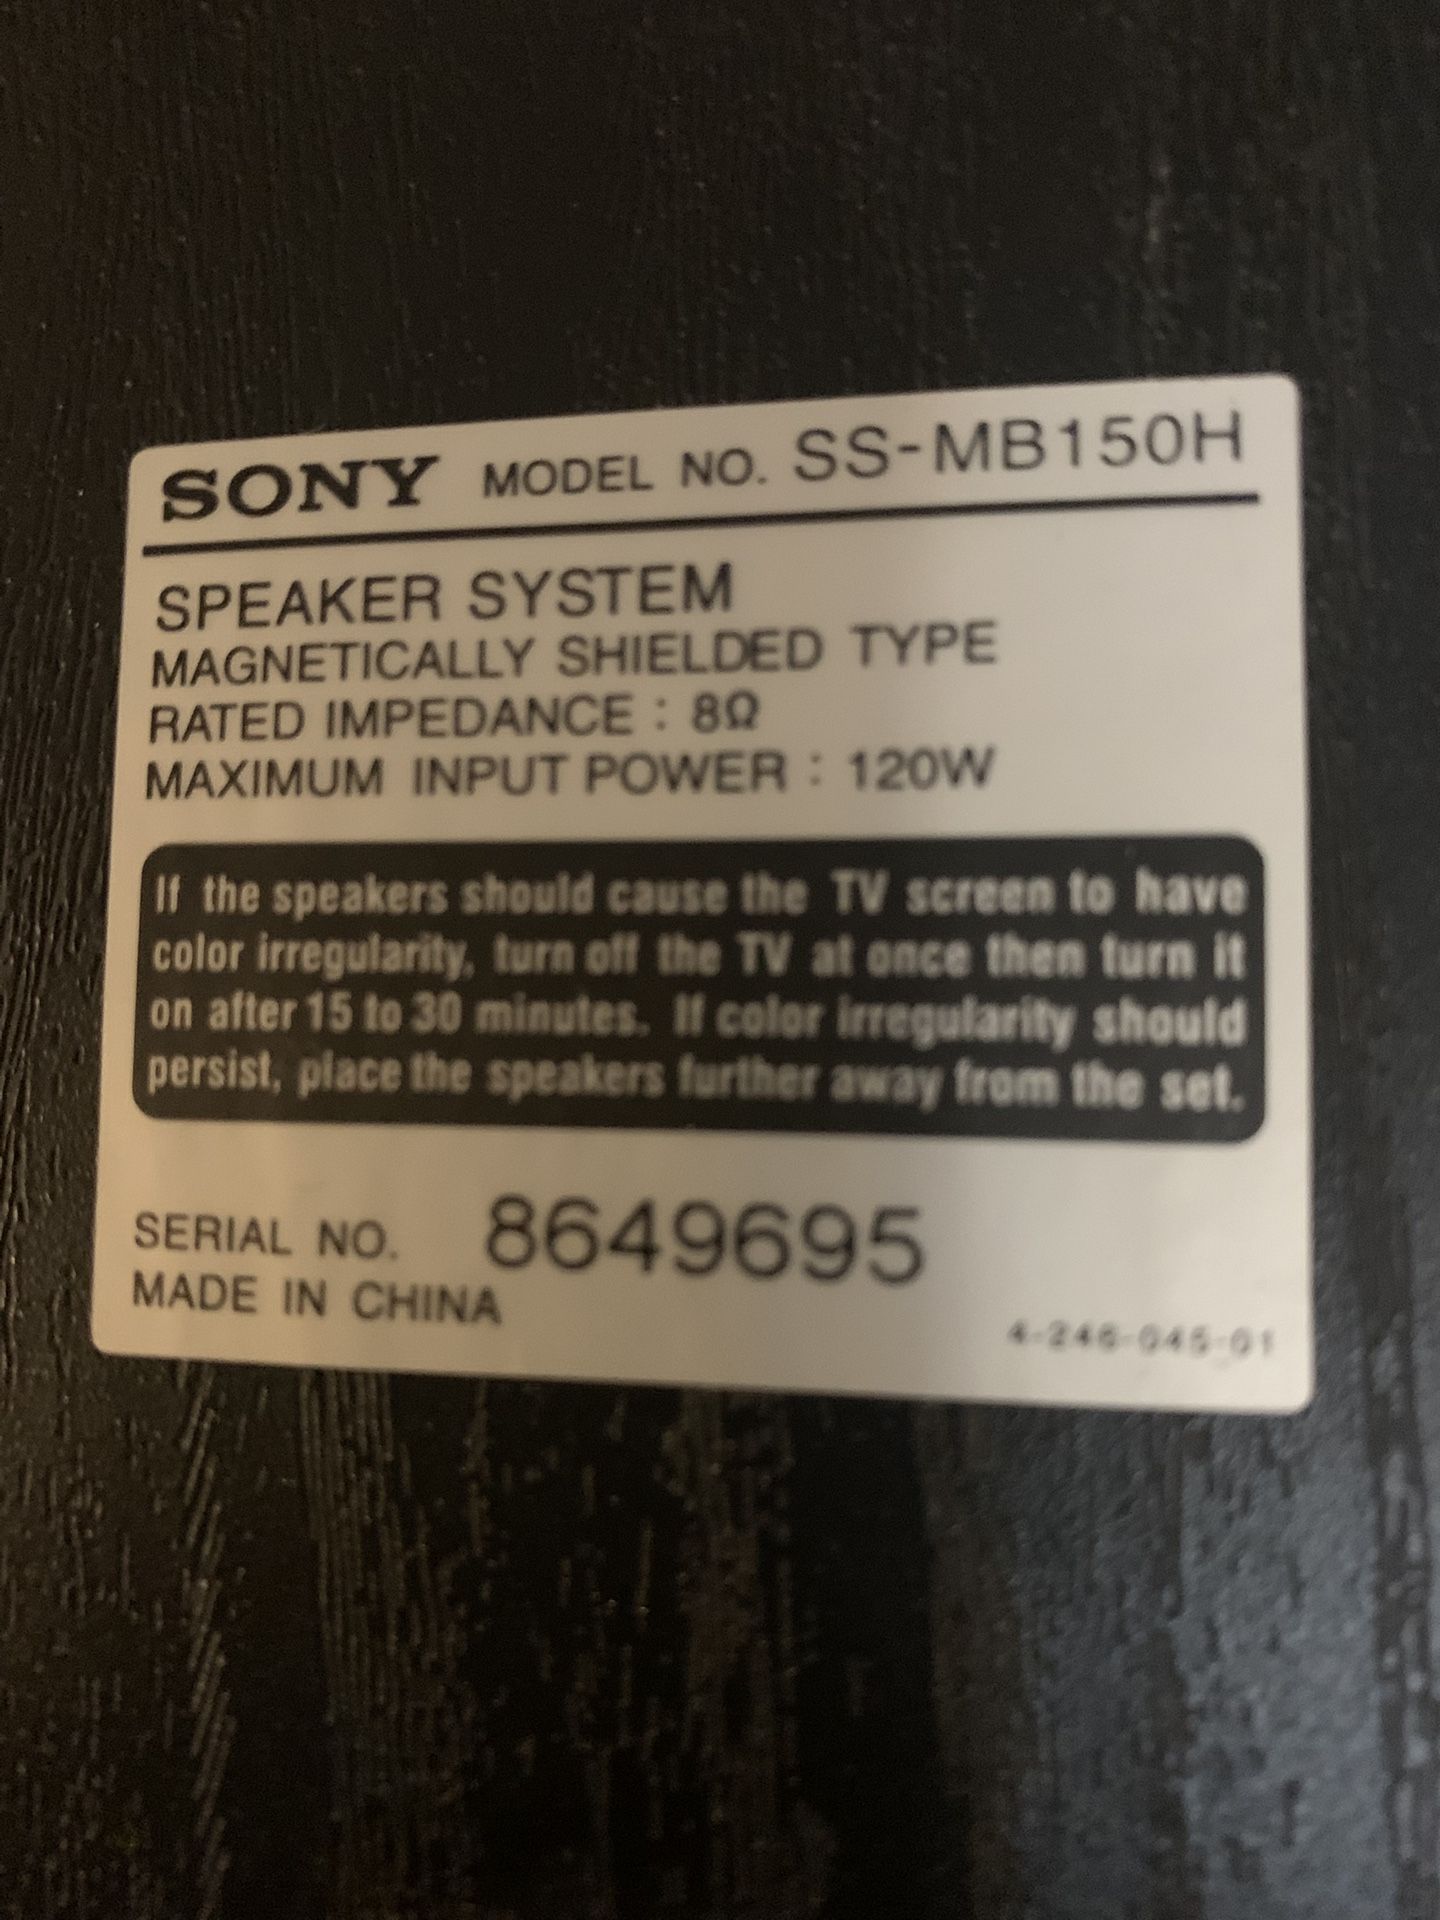 SONY MODEL NO. SS-MB150H
SPEAKER SYSTEM
MAGNETICALLY SHIELDED TYPE
RATED IMPEDANCE : 8Ω
MAXIMUM INPUT POWER : 120W
If the speakers should cause the TV screen to have
color irregularity, turn off the TV at once then turn it
on after 15 to 30 minutes. If color irregularity should
persist, place the speakers further away from the set.
SERIAL NO. 8649695
MADE IN CHINA
4-246-045-01